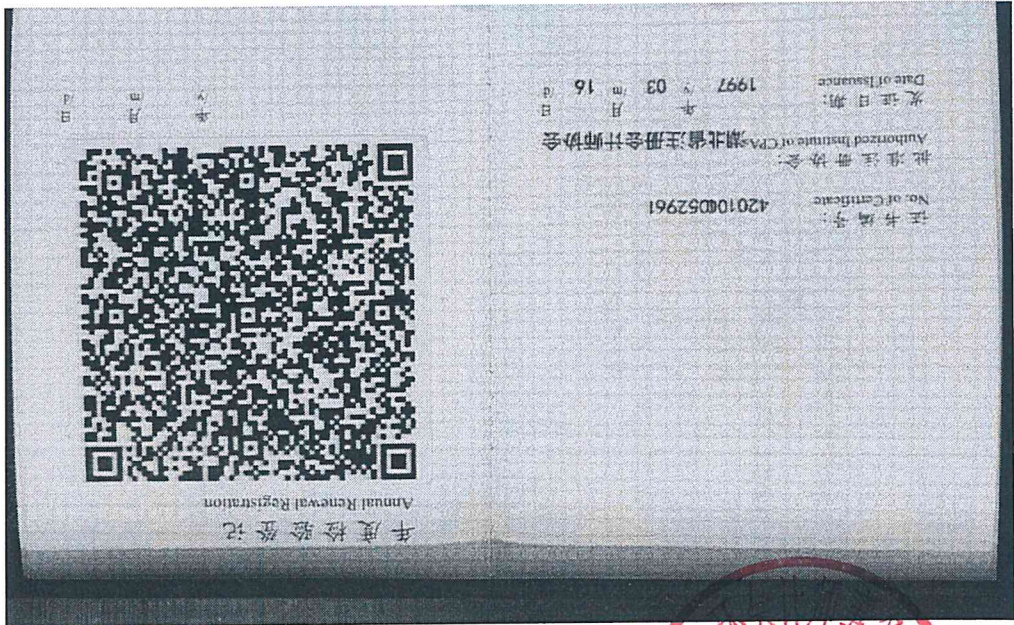 年度检验登记
Annual Renewal Registration
年 月 日
/y /m /d
证书编号：
No. of Certificate
420100052961
批准注册协会：
Authorized Institute of CPAs
湖北省注册会计师协会
发证日期：
Date of Issuance
1997 年 03 月 16 日
/y /m /d